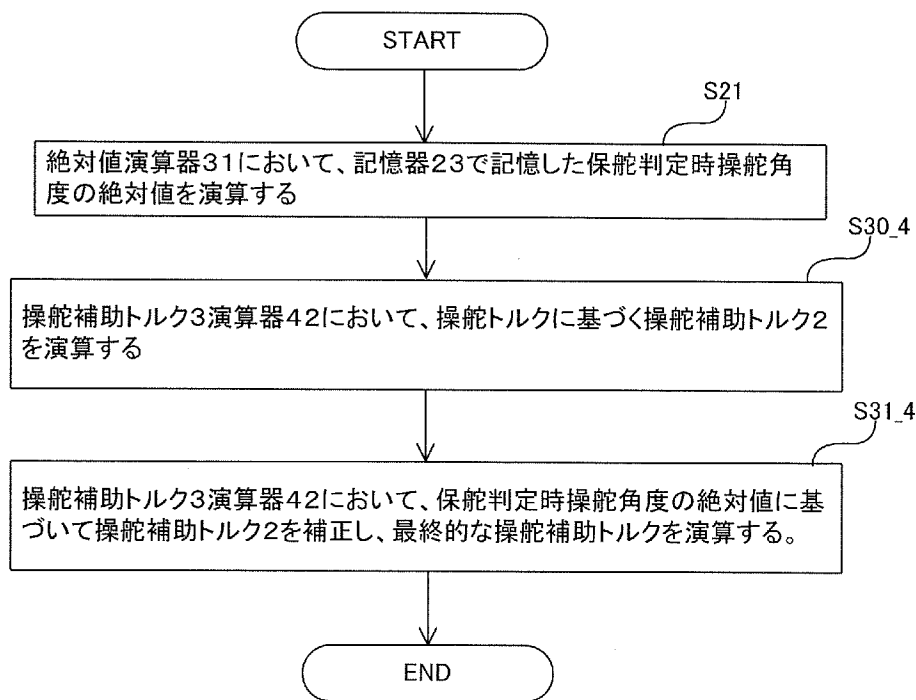 START
S21
絶対値演算器31において、記憶器23で記憶した保舵判定時操舵角
度の絶対値を演算する
S30_4
操舵補助トルク3演算器42において、操舵トルクに基づく操舵補助トルク2
を演算する
S31_4
操舵補助トルク3演算器42において、保舵判定時操舵角度の絶対値に基
づいて操舵補助トルク2を補正し、最終的な操舵補助トルクを演算する。
END